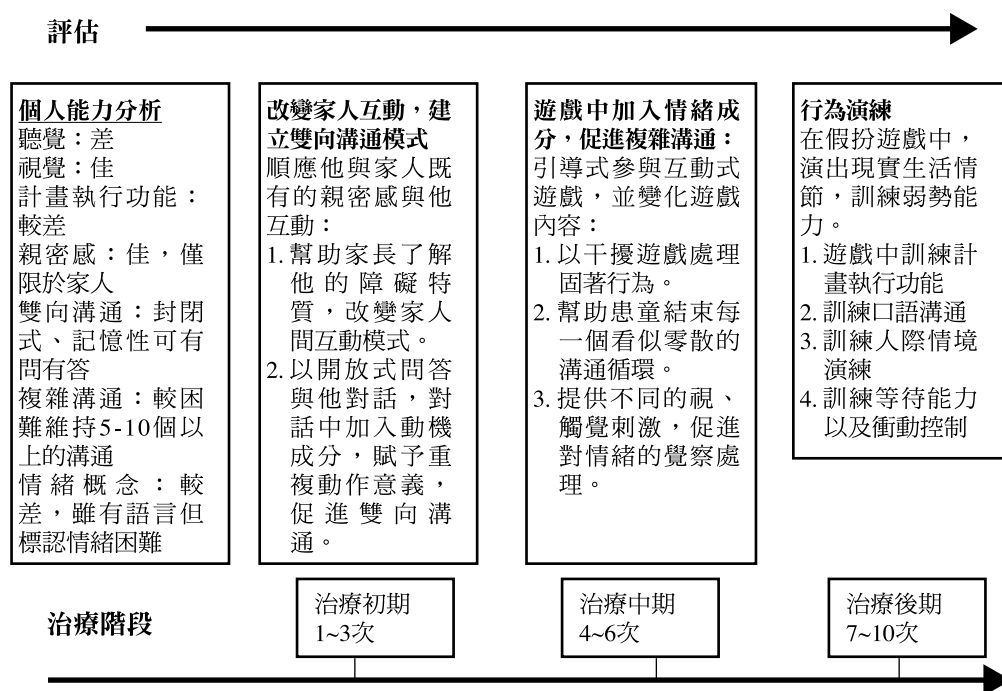 評估
個人能力分析
聽覺：差
視覺：佳
計畫執行功能：
較差
親密感：佳，僅
限於家人
雙向溝通：封閉
式、記憶性可有
問有答
複雜溝通：較困
難維持5-10個以
上的溝通
情緒概念：較
差，雖有語言但
標認情緒困難
改變家人互動，建
立雙向溝通模式
順應他與家人既
有的親密感與他
互動：
1. 幫助家長了解
他的障礙特
質，改變家人
間互動模式。
2. 以開放式問答
與他對話，對
話中加入動機
成分，賦予重
複動作意義，
促進雙向溝
通。
遊戲中加入情緒成
分，促進複雜溝通：
引導式參與互動式
遊戲，並變化遊戲
內容：
1. 以干擾遊戲處理
固著行為。
2. 幫助患童結束每
一個看似零散的
溝通循環。
3. 提供不同的視、
觸覺刺激，促進
對情緒的覺察處
理。
行為演練
在假扮遊戲中，
演出現實生活情
節，訓練弱勢能
力。
1. 遊戲中訓練計
畫執行功能
2. 訓練口語溝通
3. 訓練人際情境
演練
4. 訓練等待能力
以及衝動控制
治療階段
治療初期
1~3次
治療中期
4~6次
治療後期
7~10次